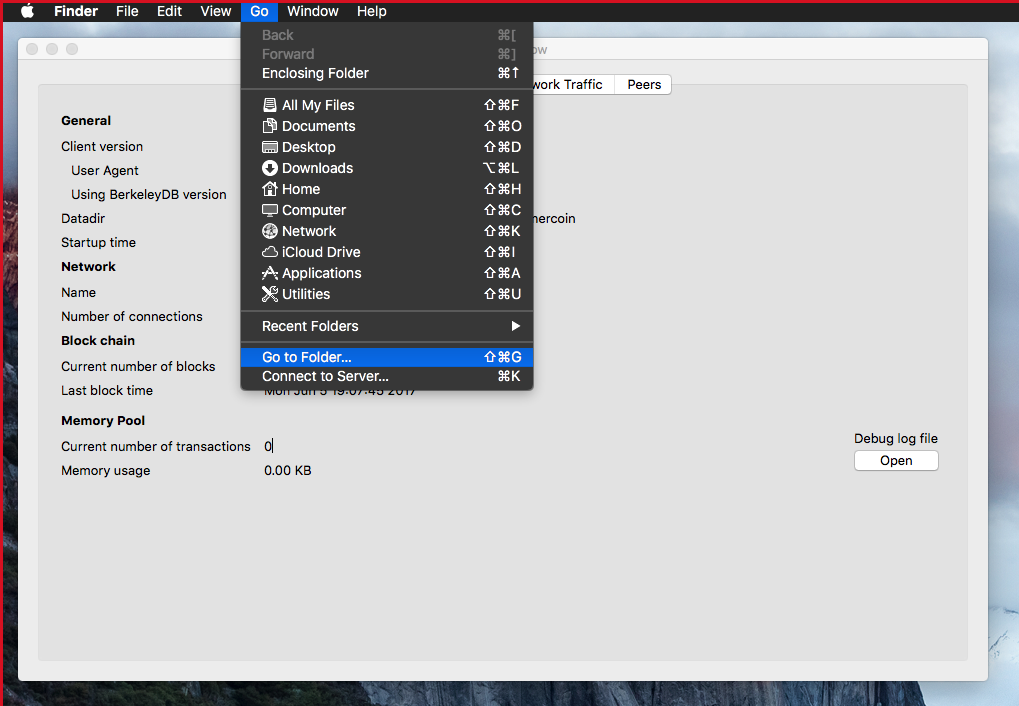 Finder File Edit View Go Window Help
Back ⌘[
Forward ⌘]
Enclosing Folder ⌘↑
All My Files ⇧⌘F
Documents ⇧⌘O
Desktop ⇧⌘D
Downloads ⌥⌘L
Home ⇧⌘H
Computer ⇧⌘C
Network ⇧⌘K
iCloud Drive ⇧⌘I
Applications ⇧⌘A
Utilities ⇧⌘U
Recent Folders ▶
Go to Folder... ⇧⌘G
Connect to Server... ⌘K
ow
work Traffic Peers
General
Client version
User Agent
Using BerkeleyDB version
Datadir mercoin
Startup time
Network
Name
Number of connections
Block chain
Current number of blocks
Last block time Mon Jun 5 19:07:45 2017
Memory Pool
Current number of transactions 0
Memory usage 0.00 KB
Debug log file
Open